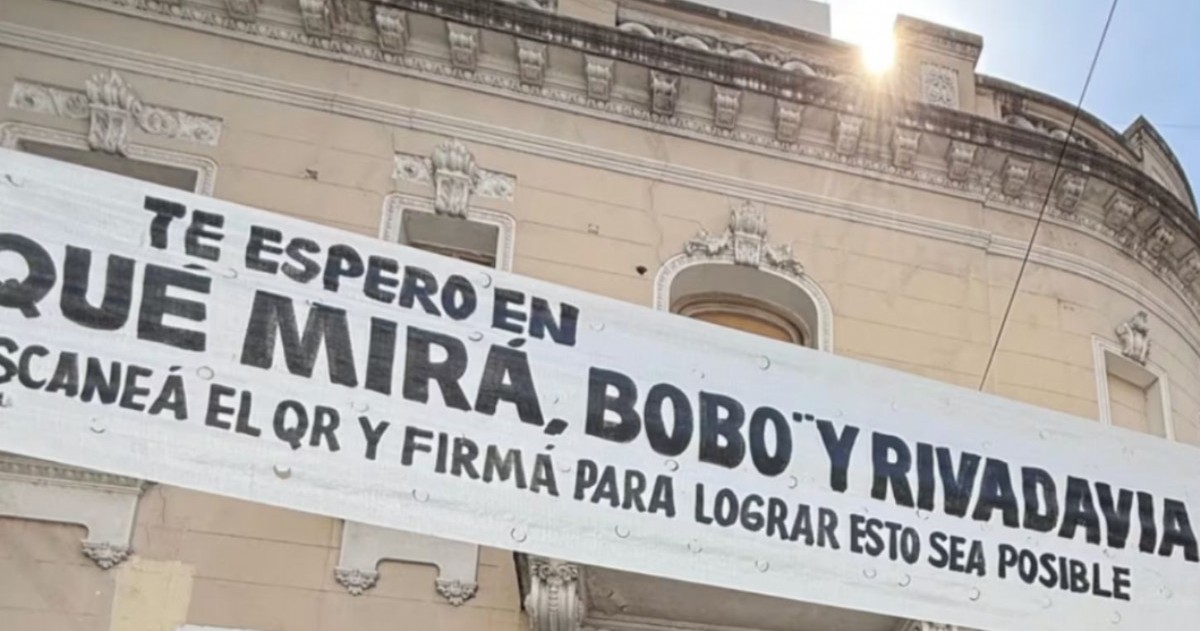 TE ESPERO EN
QUÉ MIRÁ, BOBO¨ Y RIVADAVIA
SCANEÁ EL QR Y FIRMÁ PARA LOGRAR ESTO SEA POSIBLE